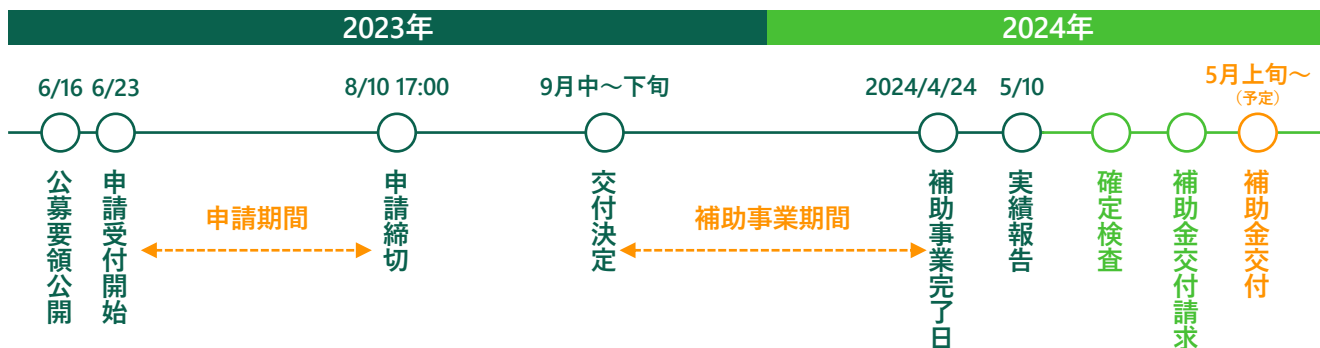 2023年
2024年
6/16
6/23
8/10 17:00
9月中～下旬
2024/4/24
5/10
5月上旬～
（予定）
公募要領公開
申請受付開始
申請期間
申請締切
交付決定
補助事業期間
補助事業完了日
実績報告
確定検査
補助金交付請求
補助金交付